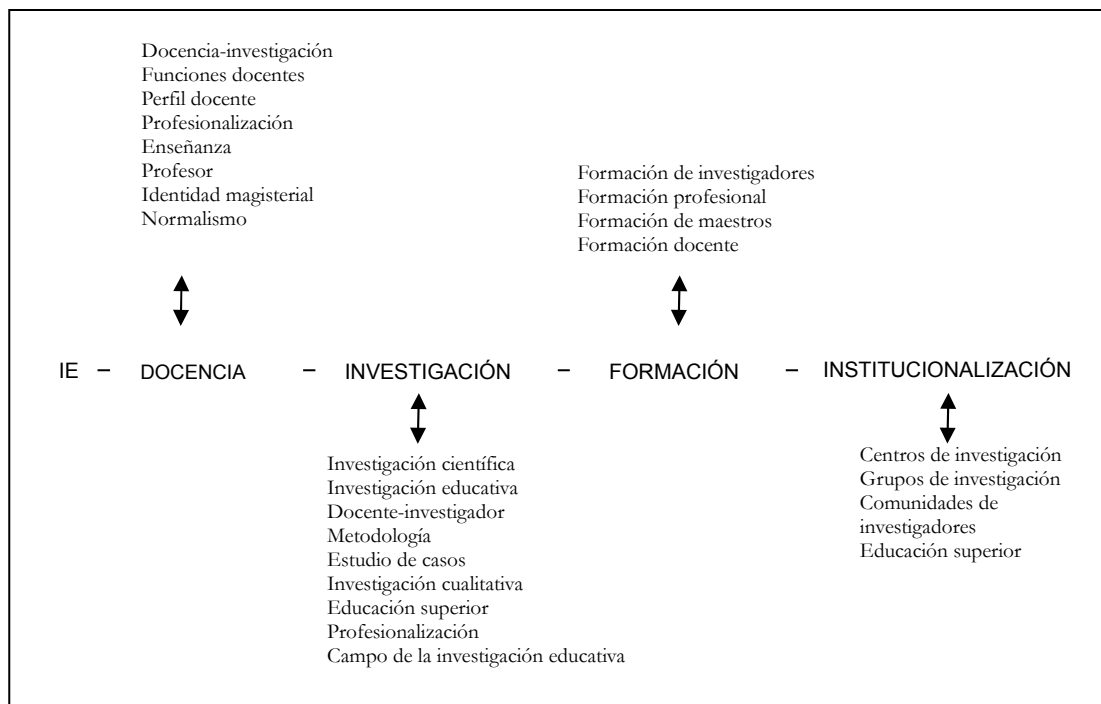 Docencia-investigación
Funciones docentes
Perfil docente
Profesionalización
Enseñanza
Profesor
Identidad magisterial
Normalismo
Formación de investigadores
Formación profesional
Formación de maestros
Formación docente
IE – DOCENCIA – INVESTIGACIÓN – FORMACIÓN – INSTITUCIONALIZACIÓN
Investigación científica
Investigación educativa
Docente-investigador
Metodología
Estudio de casos
Investigación cualitativa
Educación superior
Profesionalización
Campo de la investigación educativa
Centros de investigación
Grupos de investigación
Comunidades de
investigadores
Educación superior